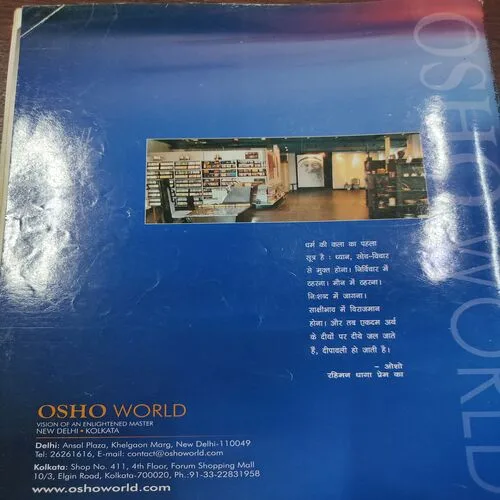 OSHO WORLD
धर्म की कला का पहला
सूत्र है : ध्यान, सोच-विचार
से मुक्त होना। निर्विचार में
ठहरना। मौन में ठहरना।
निःशब्द में जागना।
साक्षीभाव में विराजमान
होना। और तब एकदम अर्थ
के दीयों पर दीये जल जाते
हैं, दीपावली हो जाती है।
– ओशो
रहिमन धागा प्रेम का
OSHO WORLD
VISION OF AN ENLIGHTENED MASTER
NEW DELHI • KOLKATA
Delhi: Ansal Plaza, Khelgaon Marg, New Delhi-110049
Tel: 26261616, E-mail: contact@oshoworld.com
Kolkata: Shop No. 411, 4th Floor, Forum Shopping Mall
10/3, Elgin Road, Kolkata-700020, Ph.:91-33-22831958
www.oshoworld.com